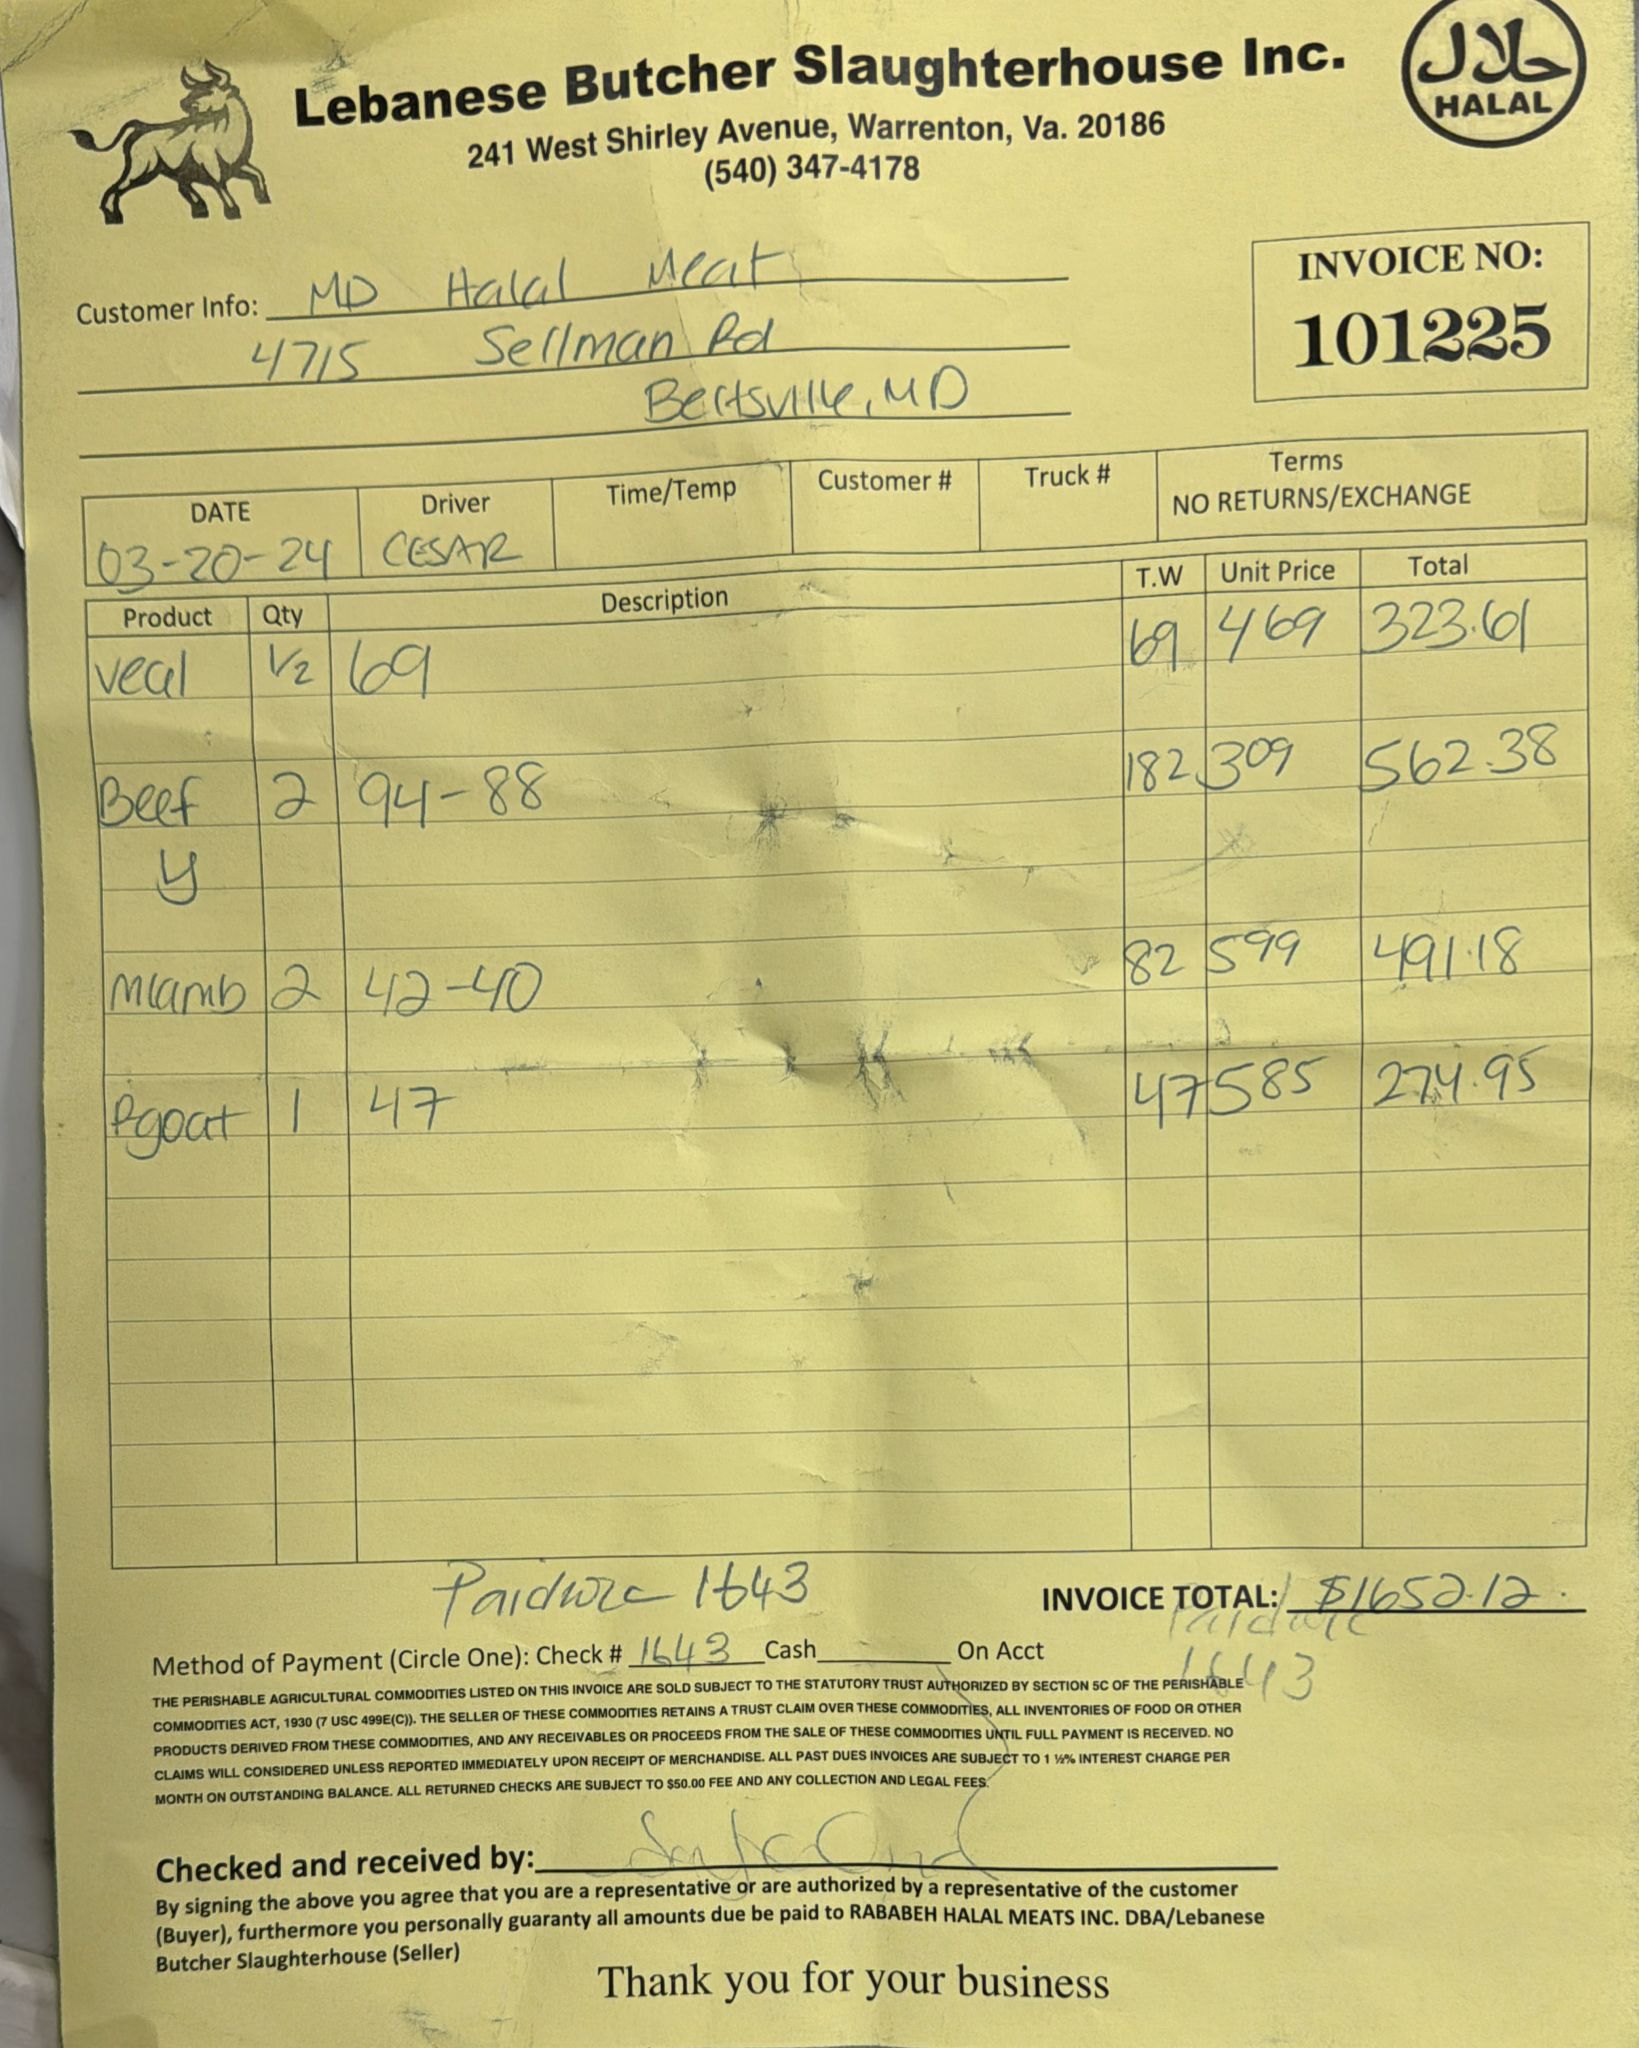 Lebanese Butcher Slaughterhouse Inc.
241 West Shirley Avenue, Warrenton, Va. 20186
(540) 347-4178
حلال
HALAL
Customer Info: MD Halal Meat
4715 Sellman Rd
Beltsville, MD
INVOICE NO:
101225
DATE Driver Time/Temp Customer # Truck # Terms
NO RETURNS/EXCHANGE
03-20-24 CESAR
Product Qty Description T.W Unit Price Total
veal 1/2 69 69 469 323.61
Beef 2 94-88 182 309 562.38
y
Mlamb 2 42-40 82 599 491.18
Pgoat 1 47 47 585 274.95
1643
INVOICE TOTAL: $1652.12
1643
Method of Payment (Circle One): Check # 1643 Cash On Acct
THE PERISHABLE AGRICULTURAL COMMODITIES LISTED ON THIS INVOICE ARE SOLD SUBJECT TO THE STATUTORY TRUST AUTHORIZED BY SECTION 5C OF THE PERISHABLE
COMMODITIES ACT, 1930 (7 USC 499E(C)). THE SELLER OF THESE COMMODITIES RETAINS A TRUST CLAIM OVER THESE COMMODITIES, ALL INVENTORIES OF FOOD OR OTHER
PRODUCTS DERIVED FROM THESE COMMODITIES, AND ANY RECEIVABLES OR PROCEEDS FROM THE SALE OF THESE COMMODITIES UNTIL FULL PAYMENT IS RECEIVED. NO
CLAIMS WILL CONSIDERED UNLESS REPORTED IMMEDIATELY UPON RECEIPT OF MERCHANDISE. ALL PAST DUES INVOICES ARE SUBJECT TO 1 ½% INTEREST CHARGE PER
MONTH ON OUTSTANDING BALANCE. ALL RETURNED CHECKS ARE SUBJECT TO $50.00 FEE AND ANY COLLECTION AND LEGAL FEES.
Checked and received by:
By signing the above you agree that you are a representative or are authorized by a representative of the customer
(Buyer), furthermore you personally guaranty all amounts due be paid to RABABEH HALAL MEATS INC. DBA/Lebanese
Butcher Slaughterhouse (Seller)
Thank you for your business